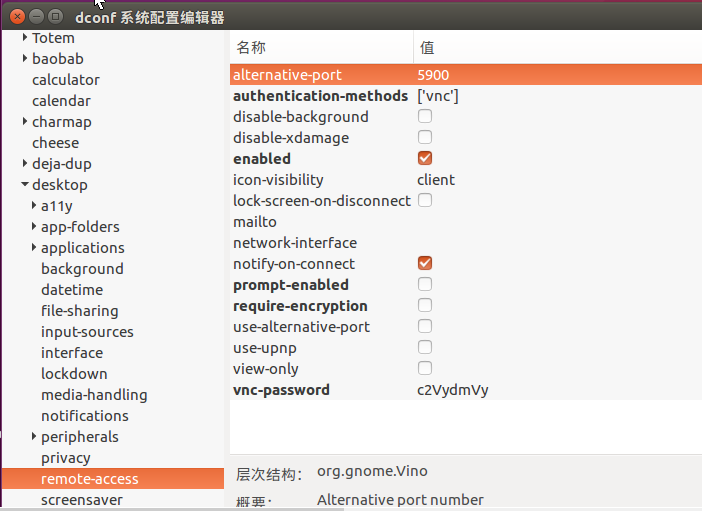 dconf 系统配置编辑器
Totem
baobab
calculator
calendar
charmap
cheese
deja-dup
desktop
a11y
app-folders
applications
background
datetime
file-sharing
input-sources
interface
lockdown
media-handling
notifications
peripherals
privacy
remote-access
screensaver
名称 值
alternative-port 5900
authentication-methods ['vnc']
disable-background
disable-xdamage
enabled
icon-visibility client
lock-screen-on-disconnect
mailto
network-interface
notify-on-connect
prompt-enabled
require-encryption
use-alternative-port
use-upnp
view-only
vnc-password c2VydmVy
层次结构: org.gnome.Vino
概要: Alternative port number